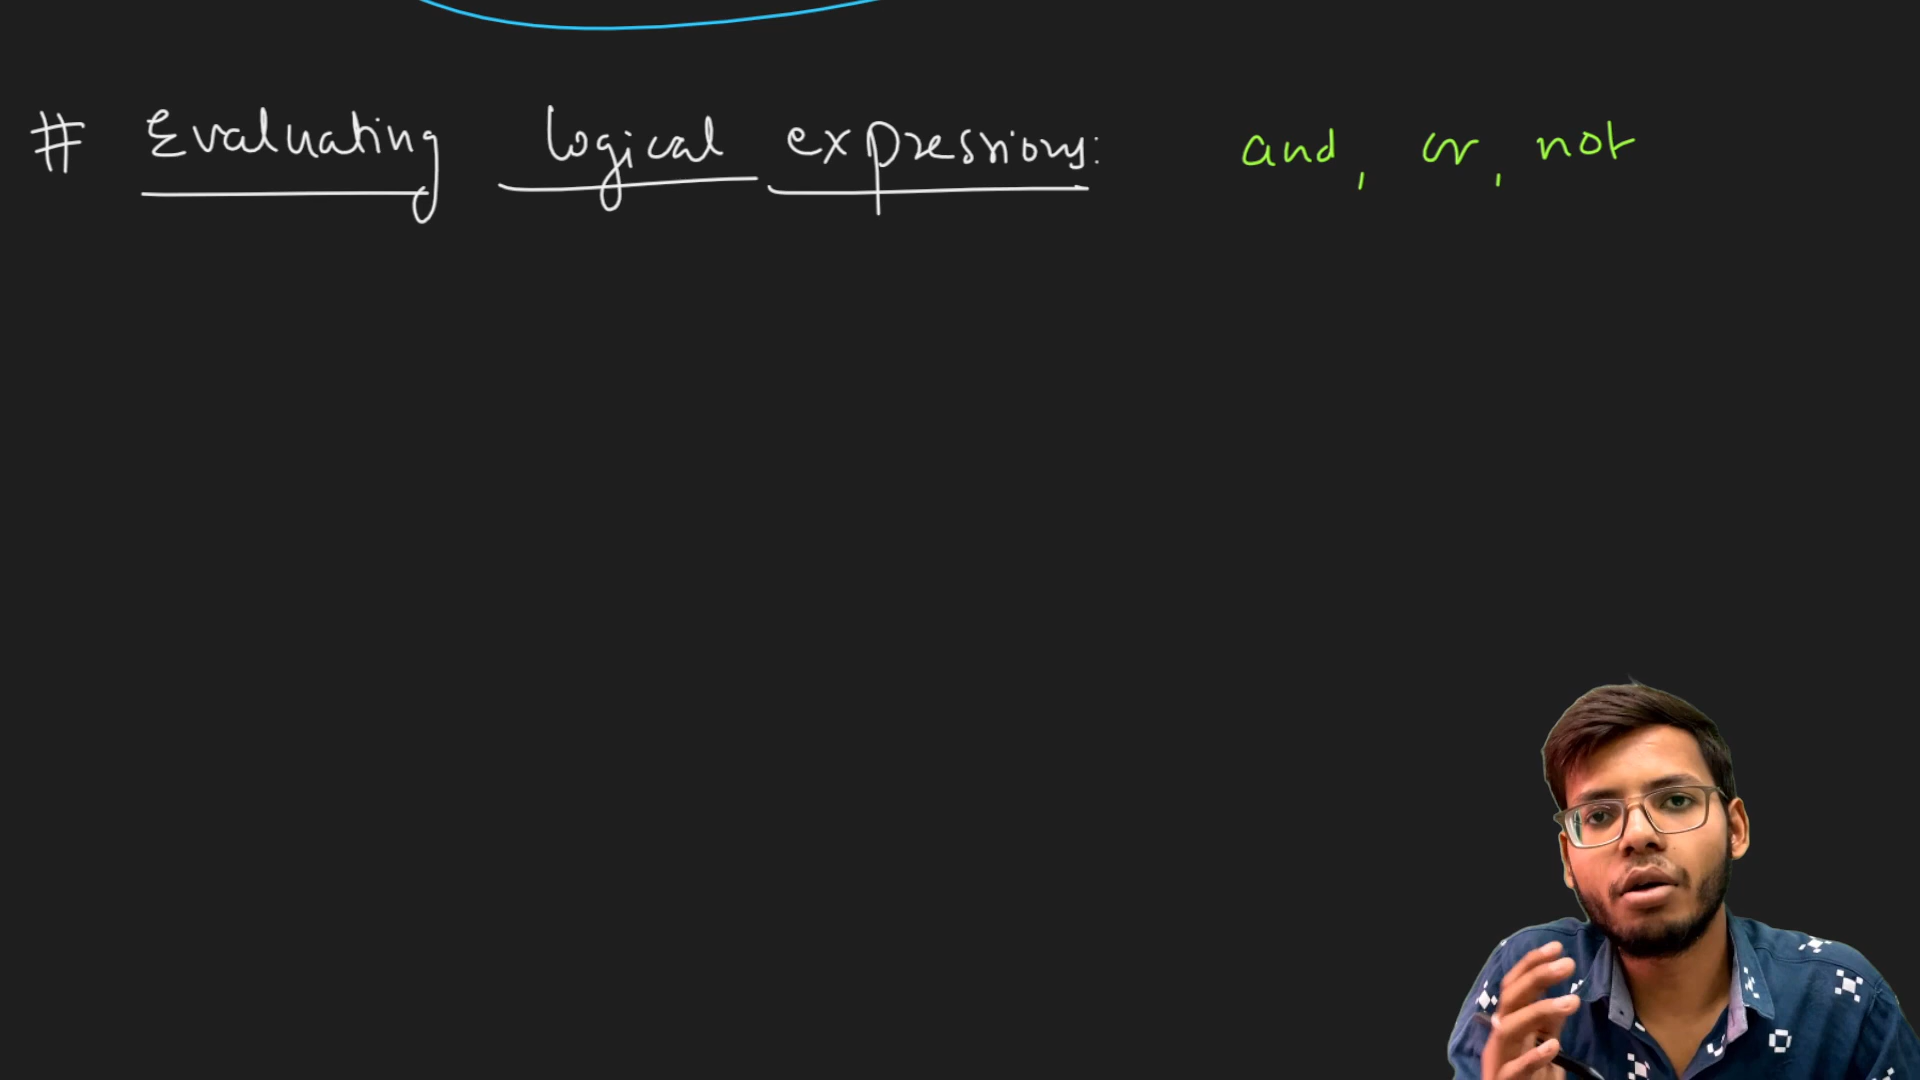 # Evaluating logical expressions: and, or, not